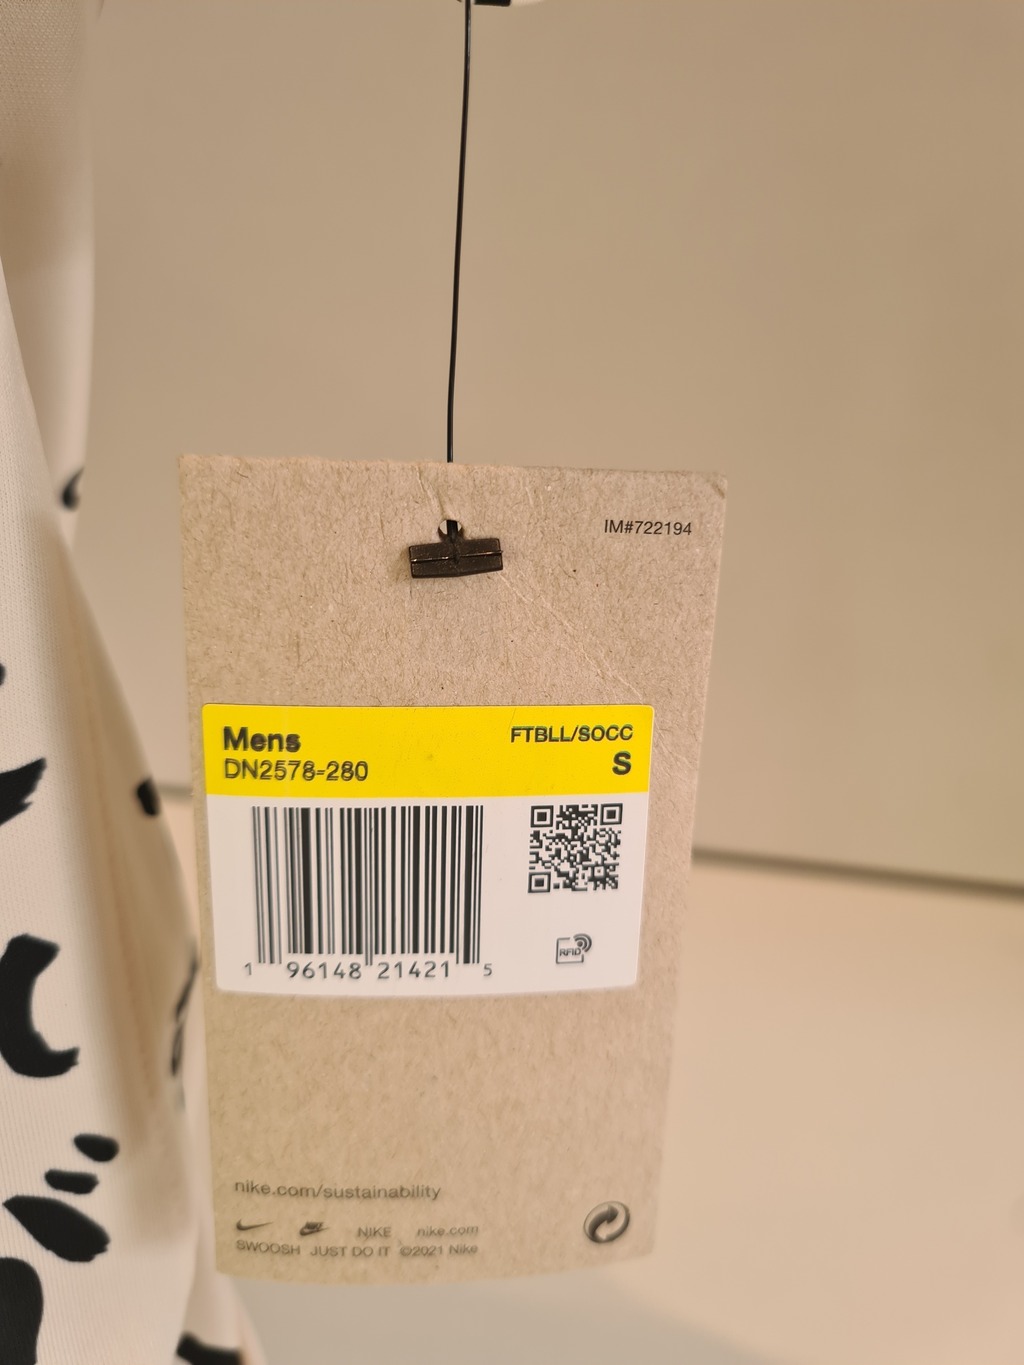 IM#722194
Mens
FTBLL/SOCC
DN2578-280
S
1 96148 21421 5
RFID
nike.com/sustainability
NIKE nike.com
SWOOSH JUST DO IT ©2021 Nike